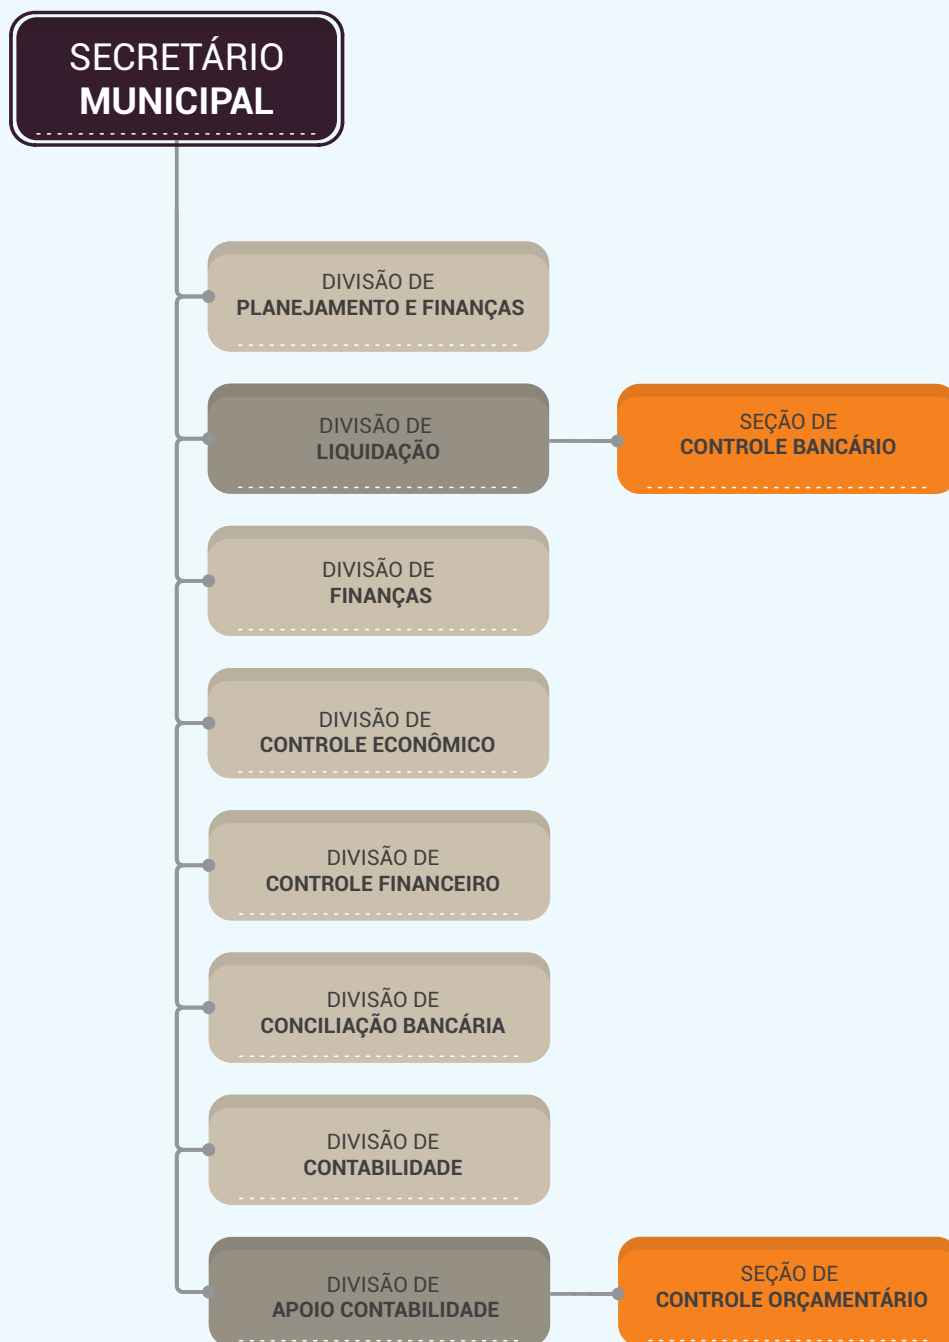 SECRETÁRIO
MUNICIPAL
DIVISÃO DE
PLANEJAMENTO E FINANÇAS
DIVISÃO DE
LIQUIDAÇÃO
SEÇÃO DE
CONTROLE BANCÁRIO
DIVISÃO DE
FINANÇAS
DIVISÃO DE
CONTROLE ECONÔMICO
DIVISÃO DE
CONTROLE FINANCEIRO
DIVISÃO DE
CONCILIAÇÃO BANCÁRIA
DIVISÃO DE
CONTABILIDADE
DIVISÃO DE
APOIO CONTABILIDADE
SEÇÃO DE
CONTROLE ORÇAMENTÁRIO